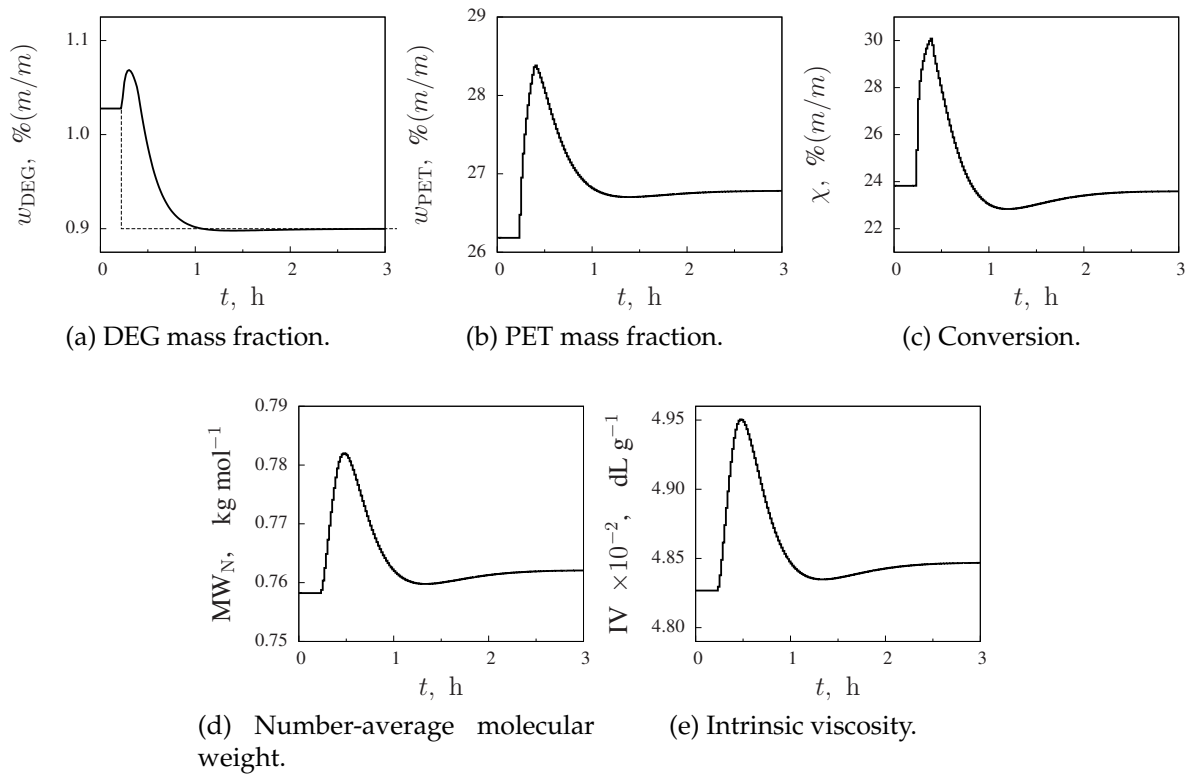 1.1
1.0
0.9
0
1
2
3
w_DEG, %(m/m)
t, h
(a) DEG mass fraction.
29
28
27
26
0
1
2
3
w_PET, %(m/m)
t, h
(b) PET mass fraction.
30
28
26
24
22
0
1
2
3
χ, %(m/m)
t, h
(c) Conversion.
0.79
0.78
0.77
0.76
0.75
0
1
2
3
MW_N, kg mol⁻¹
t, h
(d) Number-average molecular
weight.
4.95
4.90
4.85
4.80
0
1
2
3
IV ×10⁻², dL g⁻¹
t, h
(e) Intrinsic viscosity.